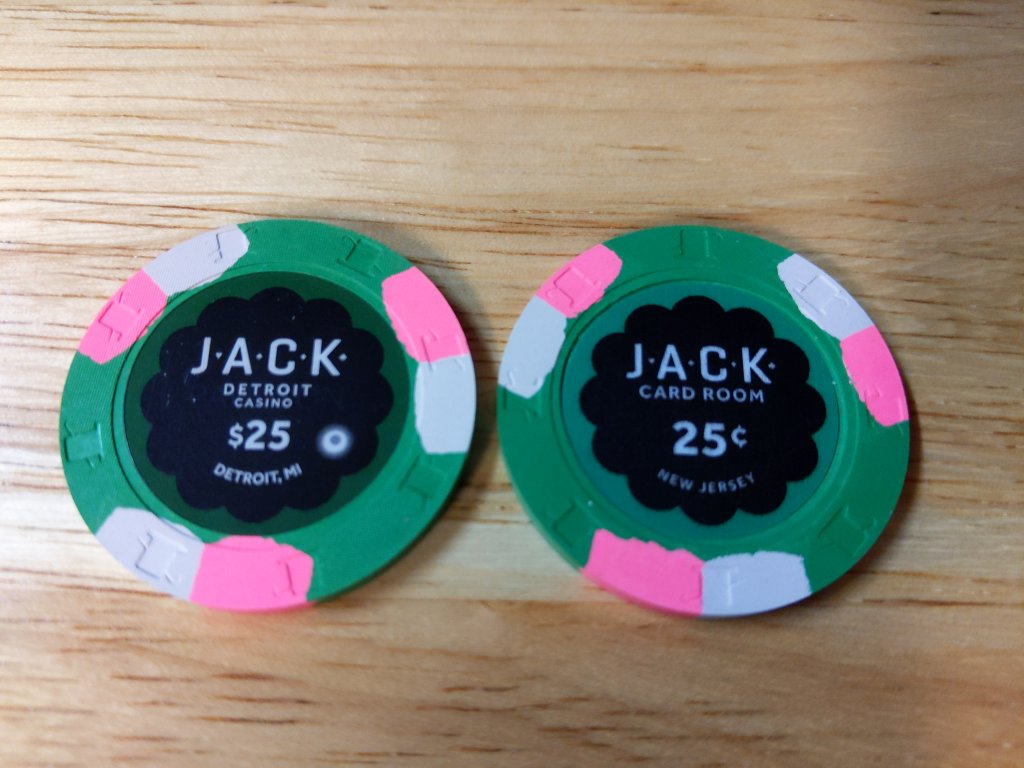 J·A·C·K·
DETROIT
CASINO
$25
DETROIT, MI
J·A·C·K·
CARD ROOM
25¢
NEW JERSEY